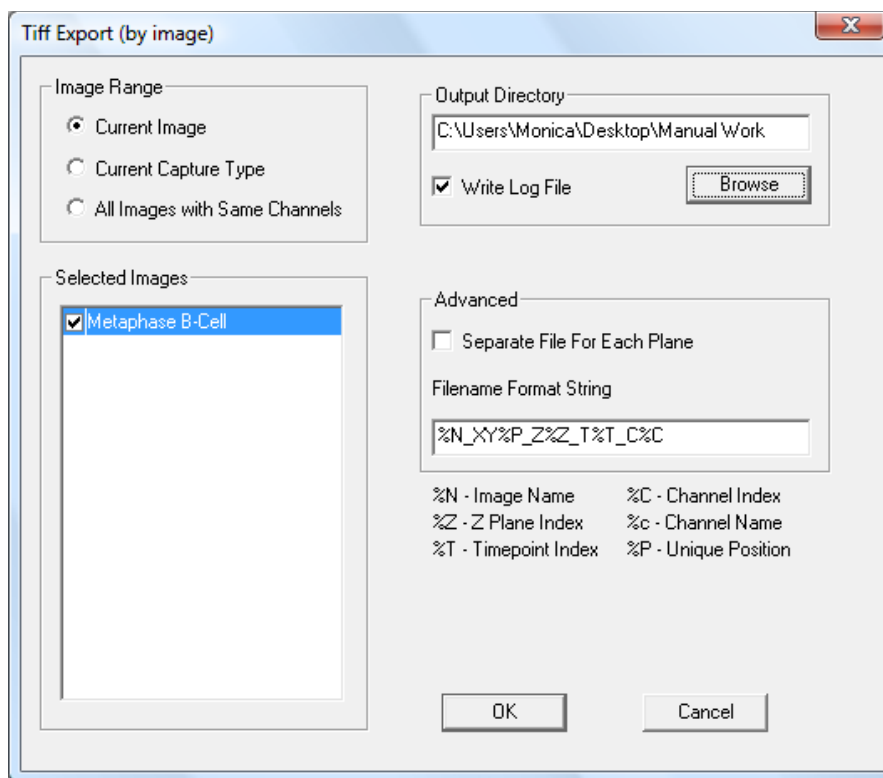 Tiff Export (by image)
Image Range
Current Image
Current Capture Type
All Images with Same Channels
Selected Images
Metaphase B-Cell
Output Directory
C:\Users\Monica\Desktop\Manual Work
Write Log File
Browse
Advanced
Separate File For Each Plane
Filename Format String
%N_XY%P_Z%Z_T%T_C%C
%N - Image Name %C - Channel Index
%Z - Z Plane Index %c - Channel Name
%T - Timepoint Index %P - Unique Position
OK Cancel